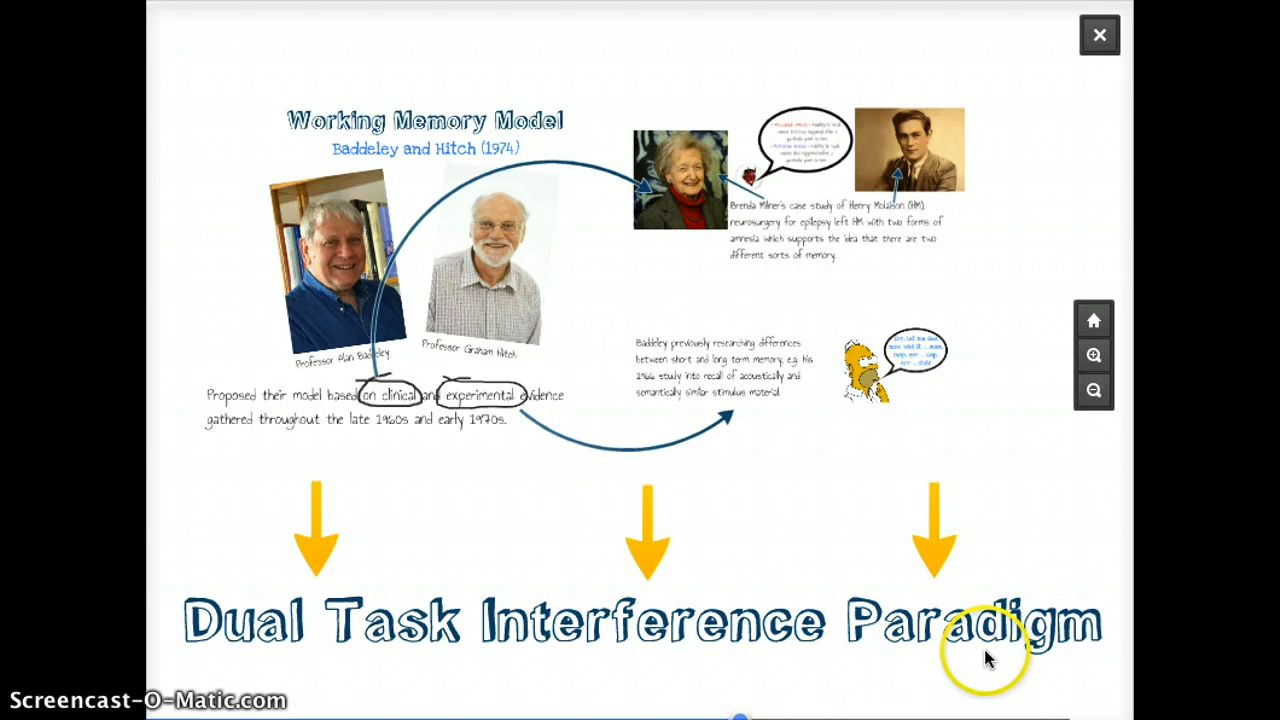 Working Memory Model
Baddeley and Hitch (1974)
Professor Alan Baddeley
Professor Graham Hitch
Proposed their model based on clinical and experimental evidence
gathered throughout the late 1960s and early 1970s.
Brenda Milner's case study of Henry Molaison (HM),
neurosurgery for epilepsy left HM with two forms of
amnesia which supports the idea that there are two
different sorts of memory.
Baddeley previously researching differences
between short and long term memory, e.g. his
1966 study into recall of acoustically and
semantically similar stimulus material.
Dual Task Interference Paradigm
Screencast-O-Matic.com